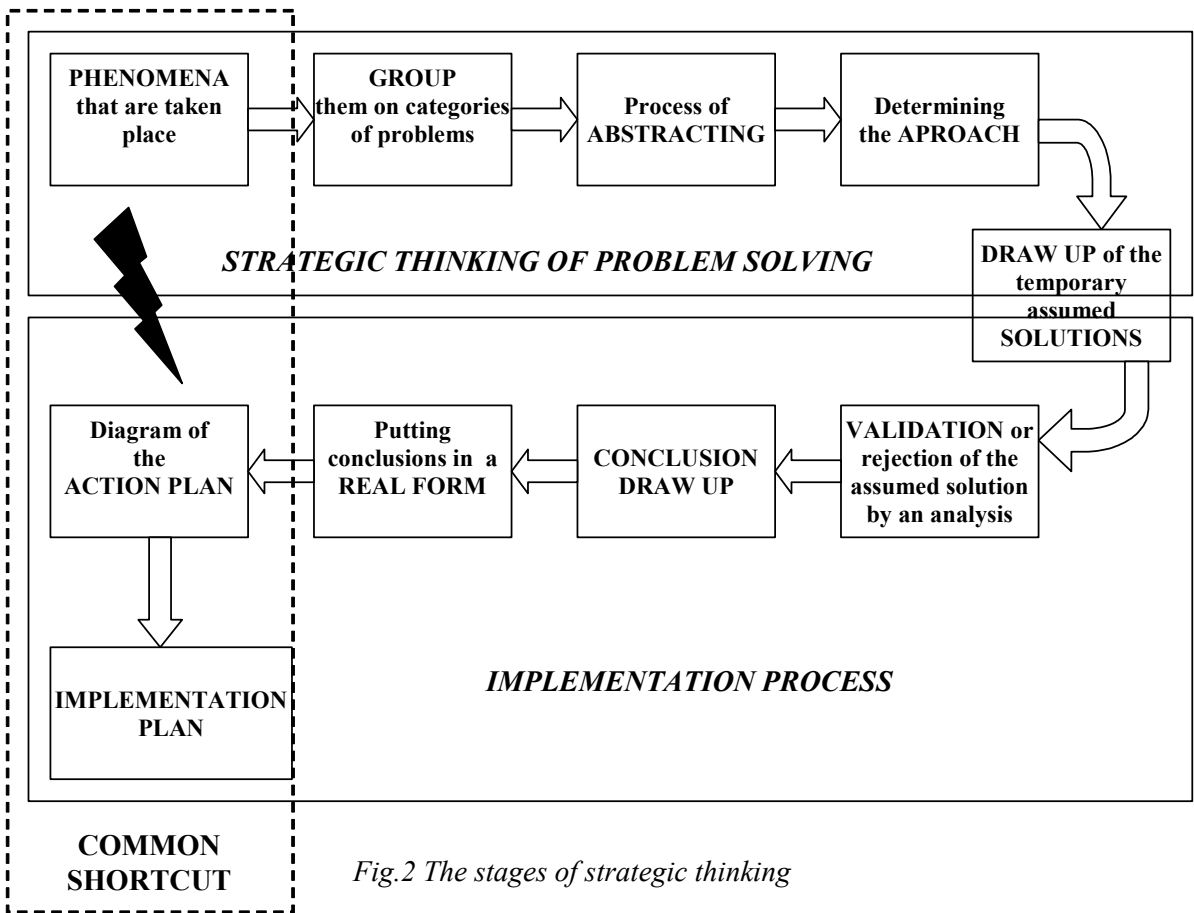 PHENOMENA
that are taken
place
GROUP
them on categories
of problems
Process of
ABSTRACTING
Determining
the APROACH
STRATEGIC THINKING OF PROBLEM SOLVING
DRAW UP of the
temporary
assumed
SOLUTIONS
Diagram of
the
ACTION PLAN
Putting
conclusions in a
REAL FORM
CONCLUSION
DRAW UP
VALIDATION or
rejection of the
assumed solution
by an analysis
IMPLEMENTATION
PLAN
IMPLEMENTATION PROCESS
COMMON
SHORTCUT
Fig.2 The stages of strategic thinking